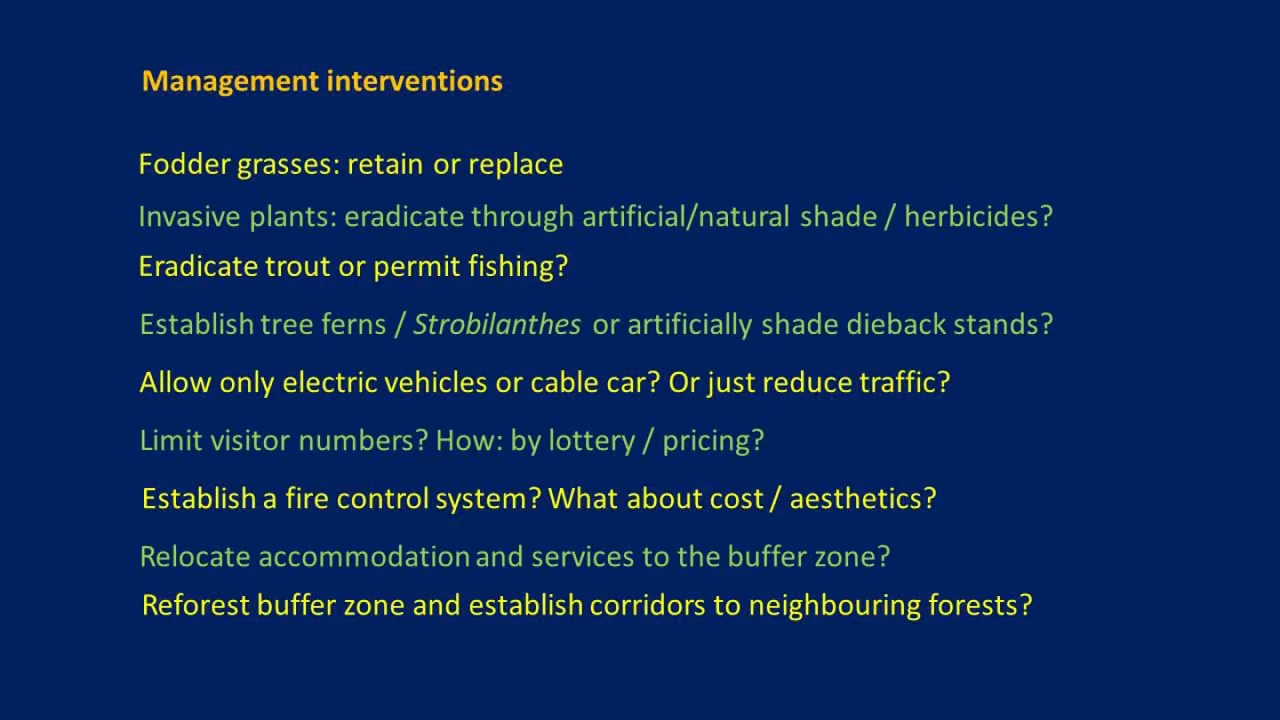 Management interventions
Fodder grasses: retain or replace
Invasive plants: eradicate through artificial/natural shade / herbicides?
Eradicate trout or permit fishing?
Establish tree ferns / Strobilanthes or artificially shade dieback stands?
Allow only electric vehicles or cable car? Or just reduce traffic?
Limit visitor numbers? How: by lottery / pricing?
Establish a fire control system? What about cost / aesthetics?
Relocate accommodation and services to the buffer zone?
Reforest buffer zone and establish corridors to neighbouring forests?